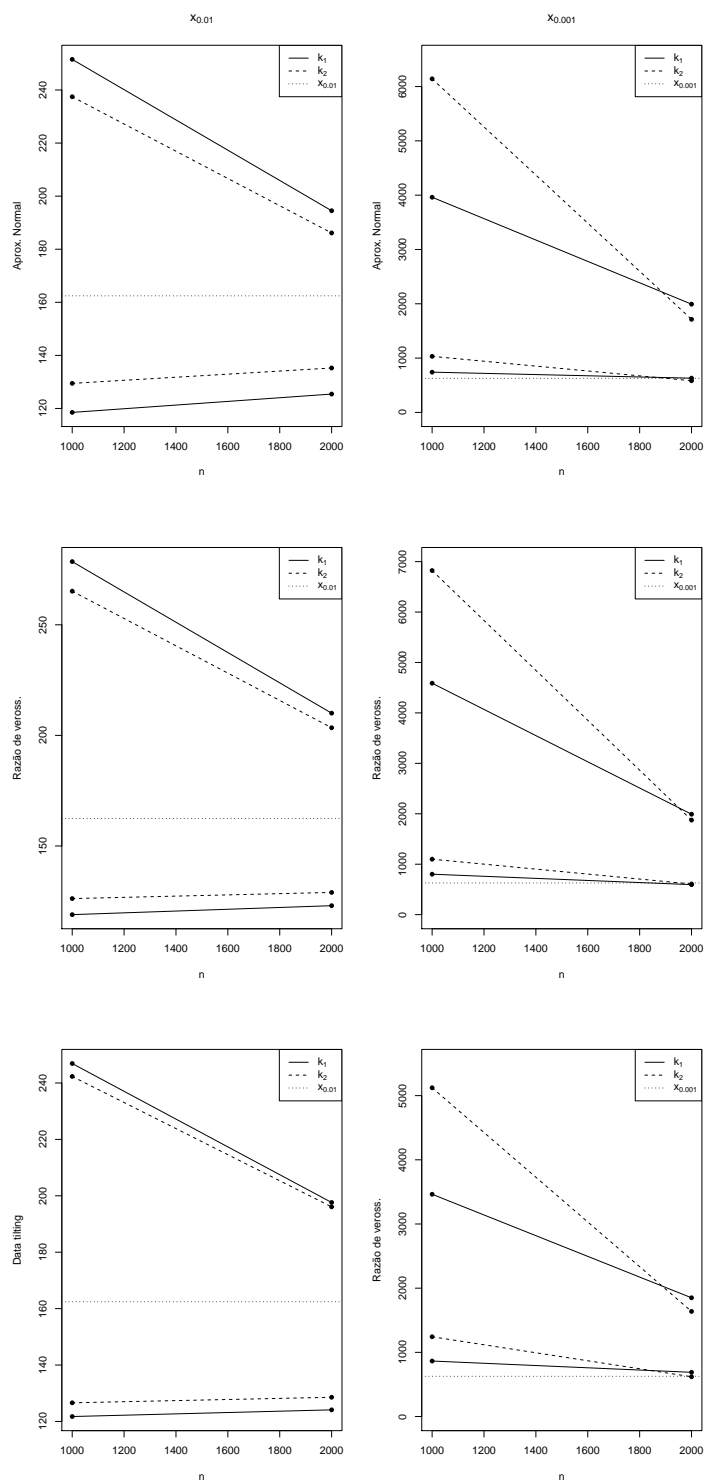 x0.01
x0.001
Aprox. Normal
120 140 160 180 200 220 240
k1
k2
x0.01
1000 1200 1400 1600 1800 2000
n
Aprox. Normal
0 1000 2000 3000 4000 5000 6000
k1
k2
x0.001
1000 1200 1400 1600 1800 2000
n
Razão de veross.
150 200 250
k1
k2
x0.01
1000 1200 1400 1600 1800 2000
n
Razão de veross.
0 1000 2000 3000 4000 5000 6000 7000
k1
k2
x0.001
1000 1200 1400 1600 1800 2000
n
Data tilting
120 140 160 180 200 220 240
k1
k2
x0.01
1000 1200 1400 1600 1800 2000
n
Razão de veross.
0 1000 2000 3000 4000 5000
k1
k2
x0.001
1000 1200 1400 1600 1800 2000
n